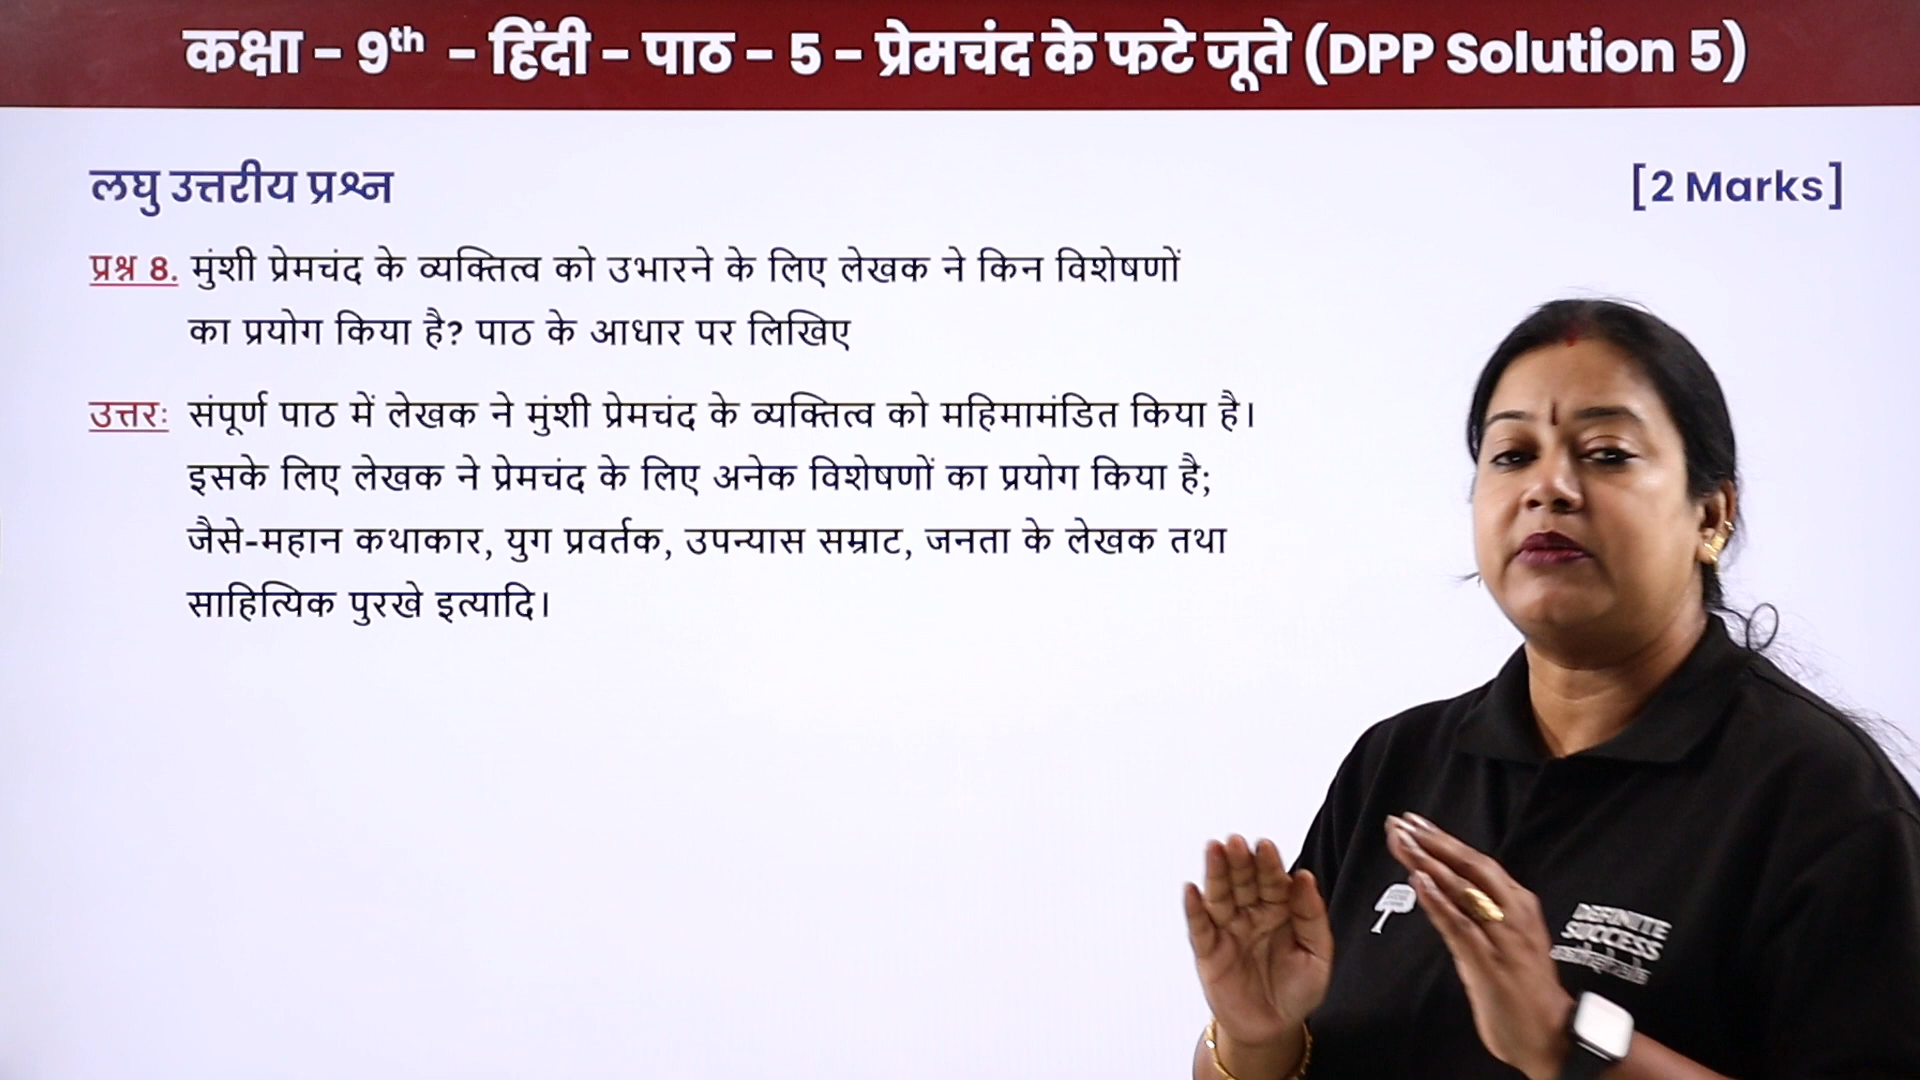 कक्षा – 9th – हिंदी – पाठ – 5 – प्रेमचंद के फटे जूते (DPP Solution 5)
लघु उत्तरीय प्रश्न [2 Marks]
प्रश्न 8. मुंशी प्रेमचंद के व्यक्तित्व को उभारने के लिए लेखक ने किन विशेषणों
का प्रयोग किया है? पाठ के आधार पर लिखिए
उत्तरः संपूर्ण पाठ में लेखक ने मुंशी प्रेमचंद के व्यक्तित्व को महिमामंडित किया है।
इसके लिए लेखक ने प्रेमचंद के लिए अनेक विशेषणों का प्रयोग किया है;
जैसे-महान कथाकार, युग प्रवर्तक, उपन्यास सम्राट, जनता के लेखक तथा
साहित्यिक पुरखे इत्यादि।
DEFINITE
SUCCESS